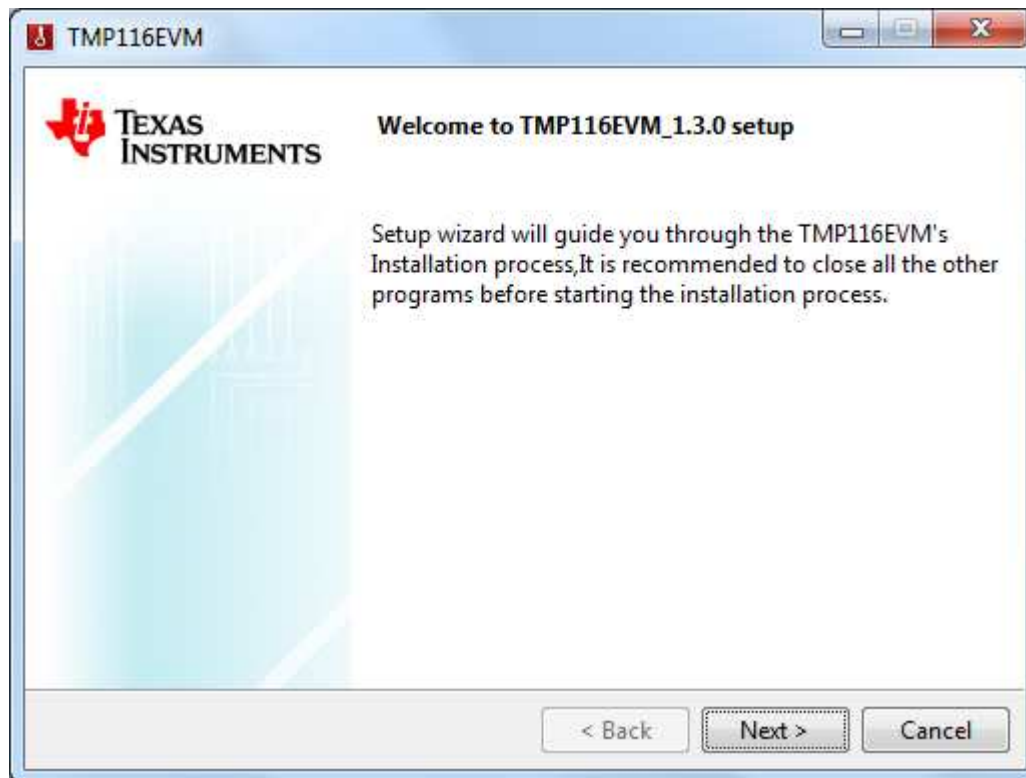 TMP116EVM
TEXAS
INSTRUMENTS
Welcome to TMP116EVM_1.3.0 setup
Setup wizard will guide you through the TMP116EVM's
Installation process,It is recommended to close all the other
programs before starting the installation process.
< Back
Next >
Cancel